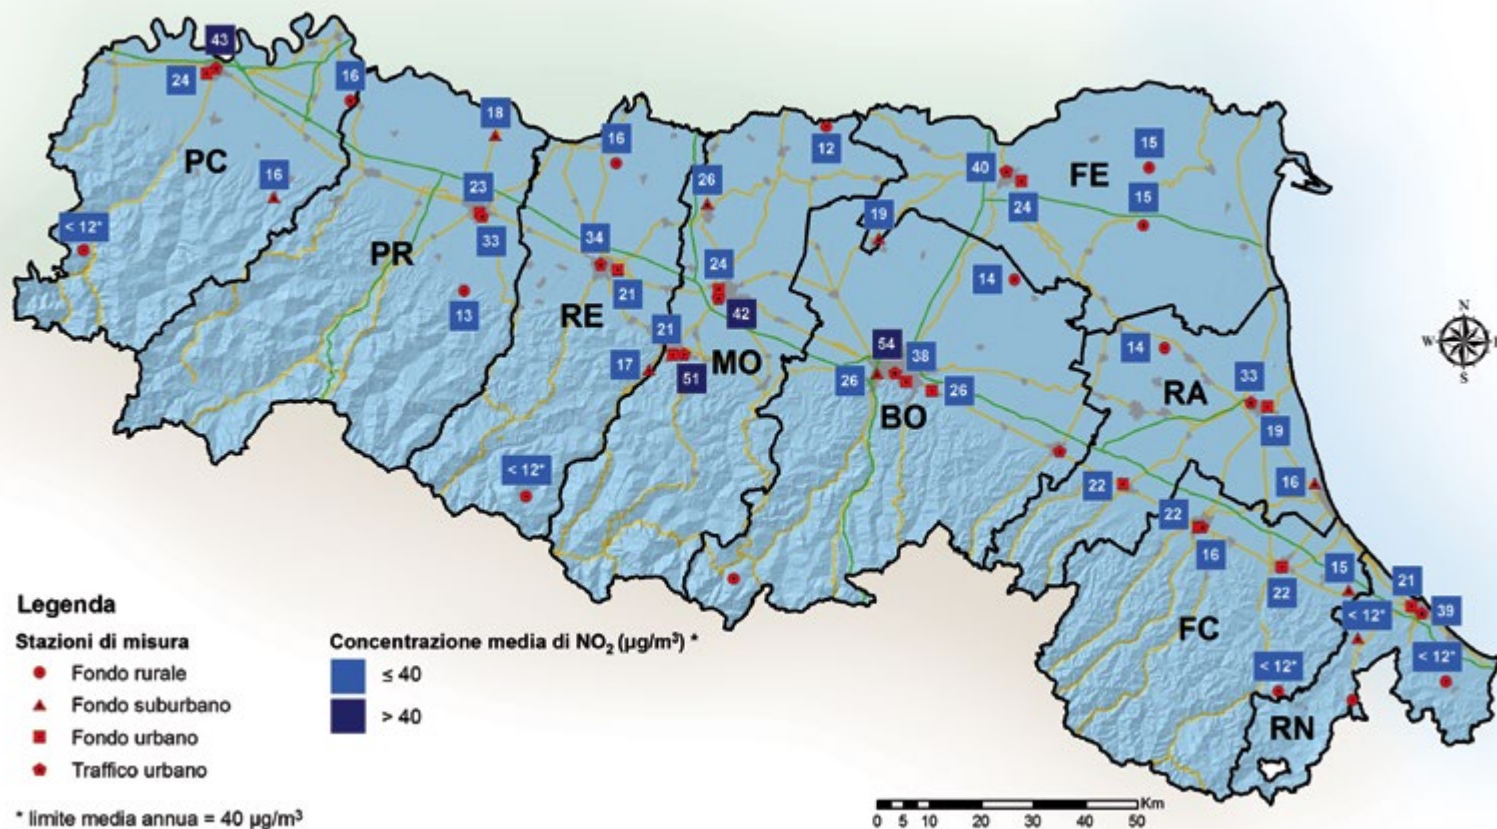 43
24
16
18
16
12
15
40
FE
PC
16
23
26
15
19
24
< 12*
PR
33
34
24
14
13
RE
21
42
21
MO
54
38
14
33
17
51
26
BO
26
RA
19
< 12*
22
16
22
16
15
21
22
39
< 12*
FC
< 12*
< 12*
RN
N
W
E
S
Legenda
Stazioni di misura
Fondo rurale
Fondo suburbano
Fondo urbano
Traffico urbano
Concentrazione media di NO₂ (µg/m³) *
≤ 40
> 40
* limite media annua = 40 µg/m³
Km
0 5 10 20 30 40 50